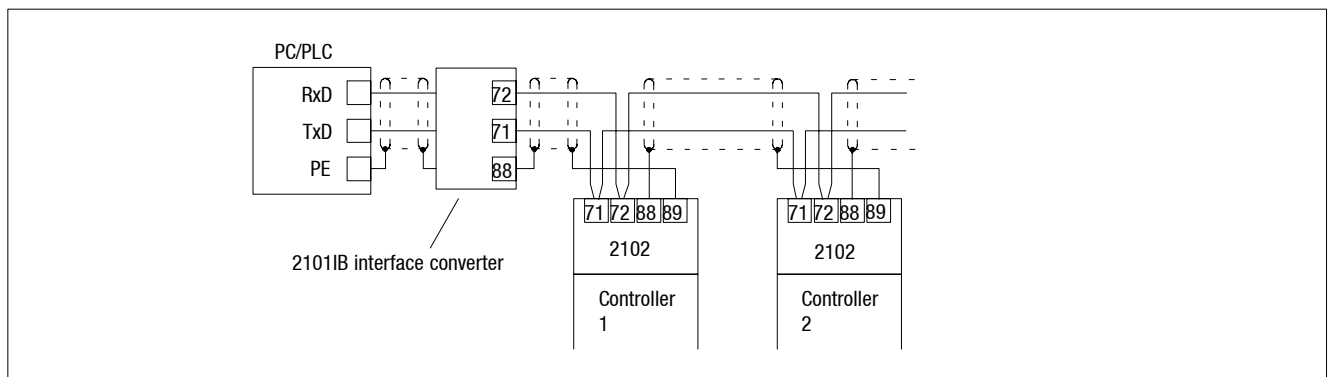 PC/PLC
RxD
TxD
PE
72
71
88
2101IB interface converter
71 72 88 89
2102
Controller
1
71 72 88 89
2102
Controller
2